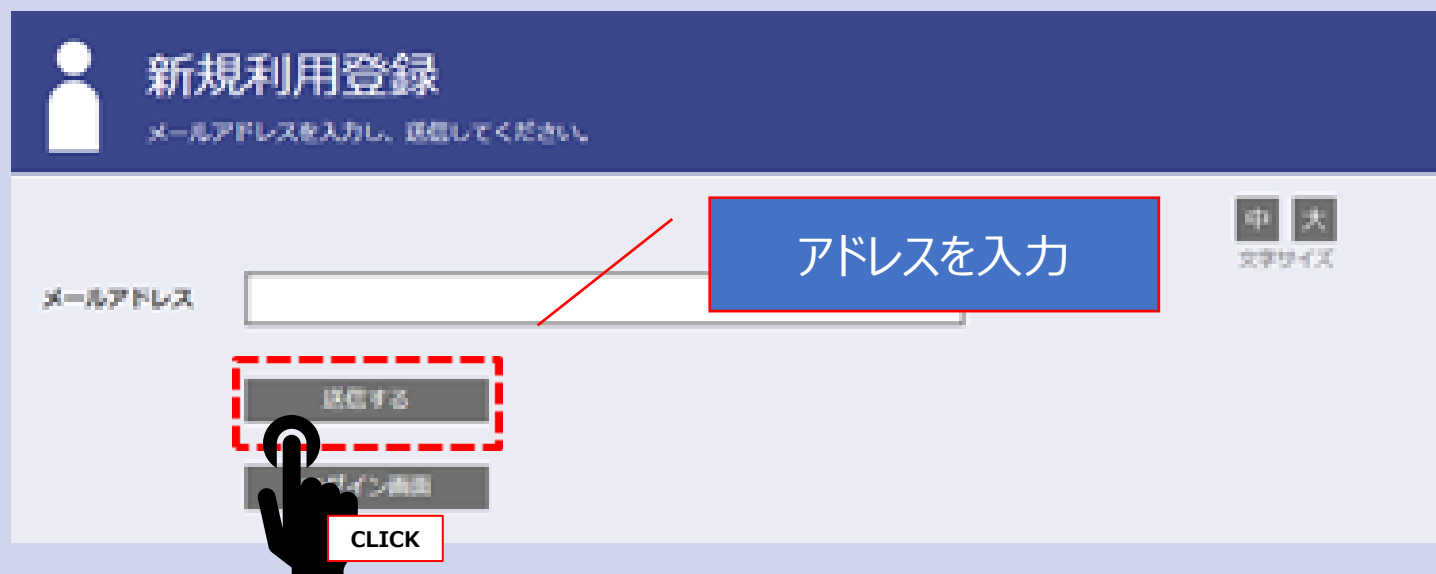 新規利用登録
メールアドレスを入力し、送信してください。
アドレスを入力
中 大
文字サイズ
メールアドレス
送信する
イン画面
CLICK